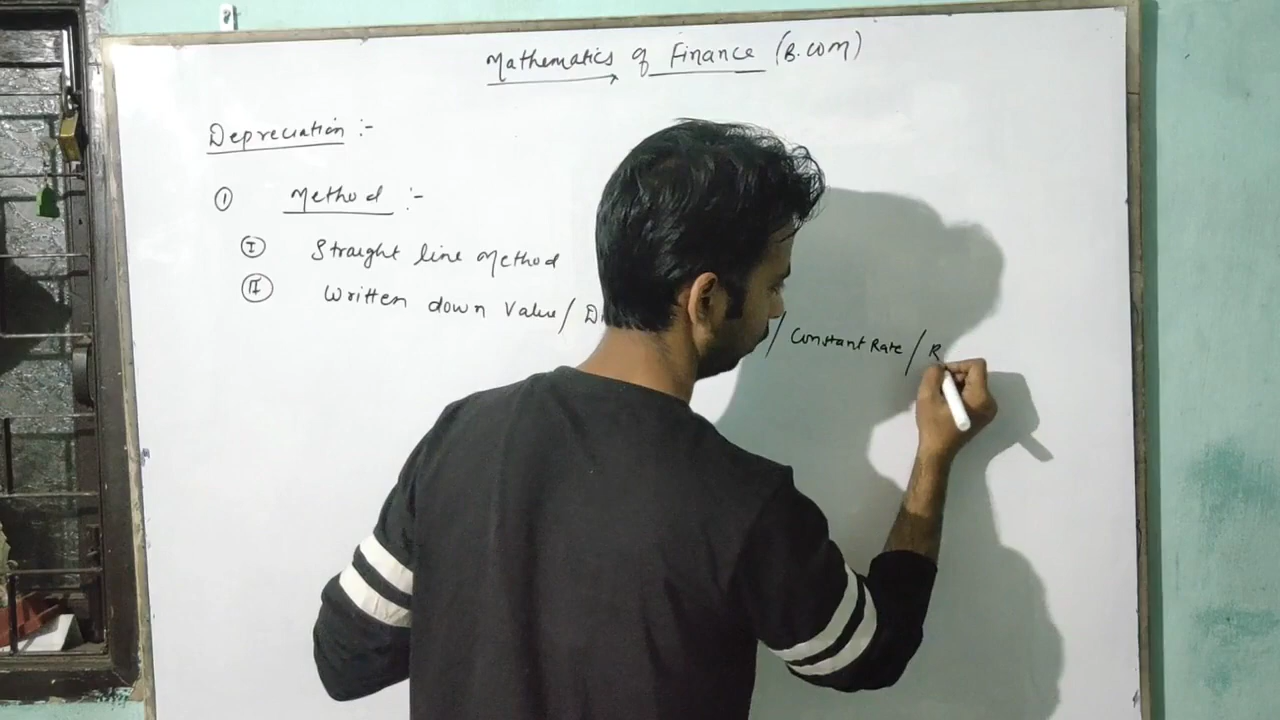 Mathematics of Finance (B.COM)
Depreciation :-
① Method :-
Ⓘ Straight line Method
Ⅱ Written down Value / D / Constant Rate / R